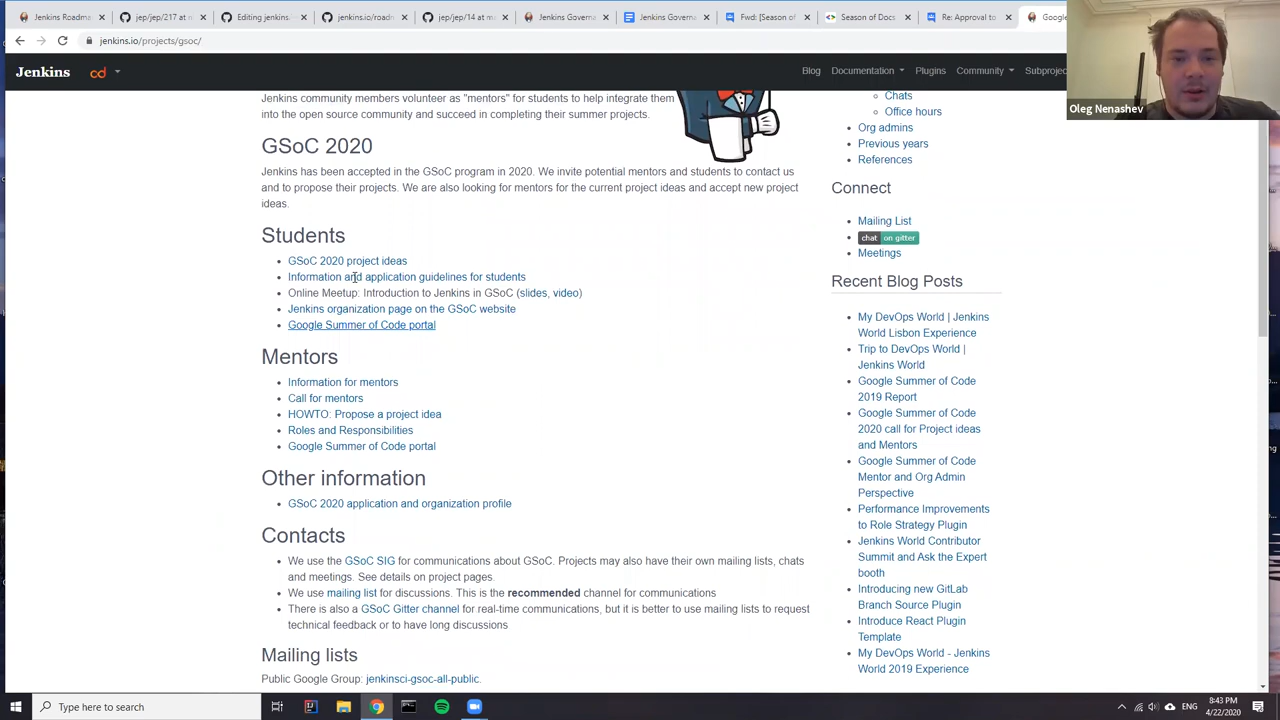 Jenkins Roadma
jep/jep/217 at m
Editing jenkins.
jenkins.io/roadn
jep/jep/14 at ma
Jenkins Governa
Jenkins Governa
Fwd: [Season of
Season of Docs
Re: Approval to
Googl
jenkins.io/projects/gsoc/
Jenkins
cd
Blog
Documentation
Plugins
Community
Subproje
Oleg Nenashev
Jenkins community members volunteer as "mentors" for students to help integrate them
into the open source community and succeed in completing their summer projects.
GSoC 2020
Jenkins has been accepted in the GSoC program in 2020. We invite potential mentors and students to contact us
and to propose their projects. We are also looking for mentors for the current project ideas and accept new project
ideas.
Students
GSoC 2020 project ideas
Information and application guidelines for students
Online Meetup: Introduction to Jenkins in GSoC (slides, video)
Jenkins organization page on the GSoC website
Google Summer of Code portal
Mentors
Information for mentors
Call for mentors
HOWTO: Propose a project idea
Roles and Responsibilities
Google Summer of Code portal
Other information
GSoC 2020 application and organization profile
Contacts
We use the GSoC SIG for communications about GSoC. Projects may also have their own mailing lists, chats
and meetings. See details on project pages.
We use mailing list for discussions. This is the recommended channel for communications
There is also a GSoC Gitter channel for real-time communications, but it is better to use mailing lists to request
technical feedback or to have long discussions
Mailing lists
Public Google Group: jenkinsci-gsoc-all-public.
Chats
Office hours
Org admins
Previous years
References
Connect
Mailing List
chat on gitter
Meetings
Recent Blog Posts
My DevOps World | Jenkins
World Lisbon Experience
Trip to DevOps World |
Jenkins World
Google Summer of Code
2019 Report
Google Summer of Code
2020 call for Project ideas
and Mentors
Google Summer of Code
Mentor and Org Admin
Perspective
Performance Improvements
to Role Strategy Plugin
Jenkins World Contributor
Summit and Ask the Expert
booth
Introducing new GitLab
Branch Source Plugin
Introduce React Plugin
Template
My DevOps World - Jenkins
World 2019 Experience
Type here to search
ENG
8:43 PM
4/22/2020